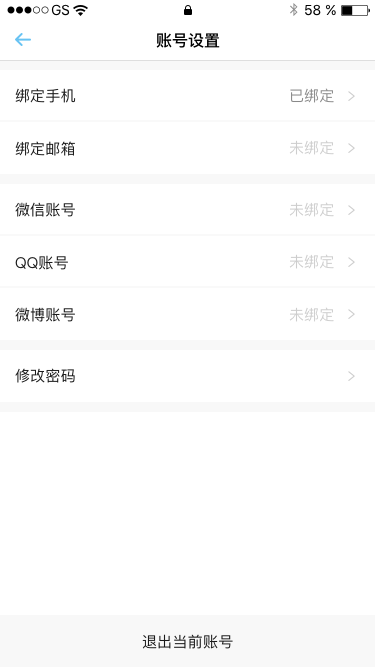 GS 58 %
账号设置
绑定手机 已绑定
绑定邮箱 未绑定
微信账号 未绑定
QQ账号 未绑定
微博账号 未绑定
修改密码
退出当前账号